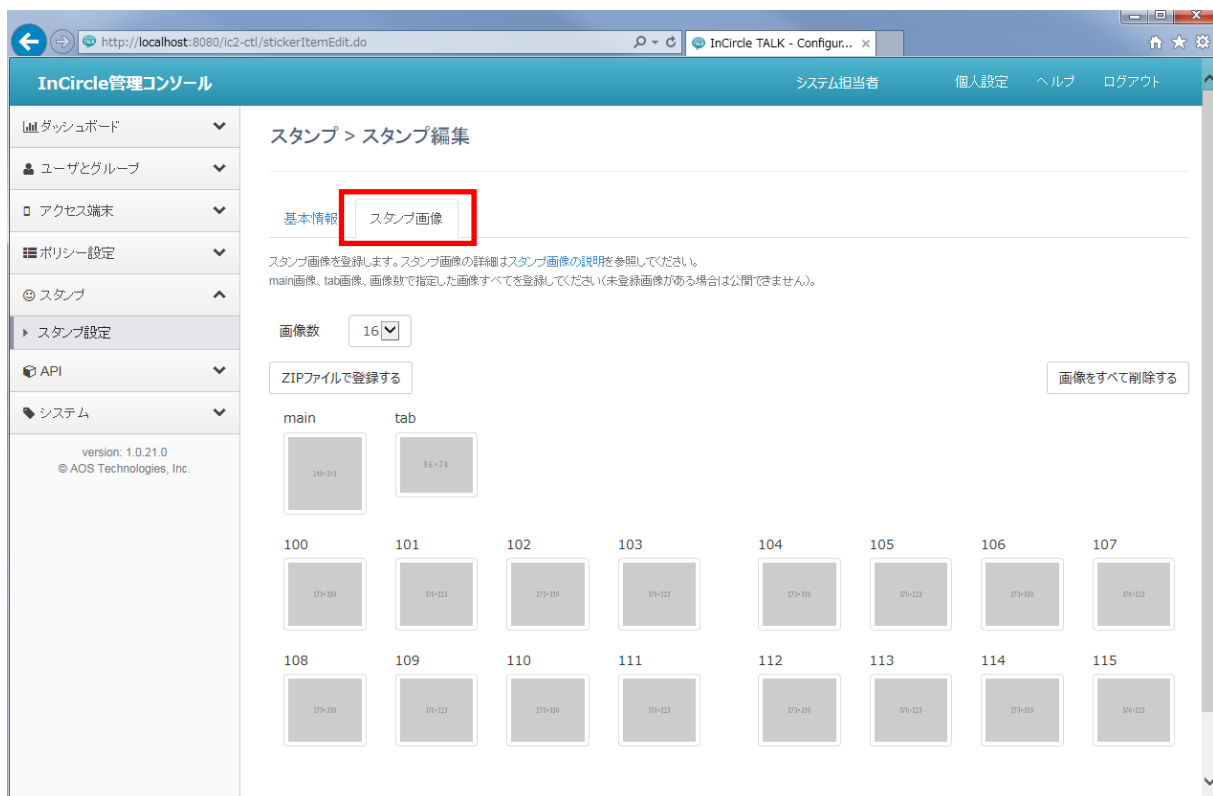 http://localhost:8080/ic2-ctl/stickerItemEdit.do
InCircle TALK - Configur...
InCircle管理コンソール
システム担当者
個人設定
ヘルプ
ログアウト
ダッシュボード
ユーザとグループ
アクセス端末
ポリシー設定
スタンプ
スタンプ設定
API
システム
version: 1.0.21.0
© AOS Technologies, Inc.
スタンプ > スタンプ編集
基本情報
スタンプ画像
スタンプ画像を登録します。スタンプ画像の詳細はスタンプ画像の説明を参照してください。
main画像、tab画像、画像数で指定した画像すべてを登録してください(未登録画像がある場合は公開できません)。
画像数 16
ZIPファイルで登録する
画像をすべて削除する
main tab
96×74
100 101 102 103 104 105 106 107
108 109 110 111 112 113 114 115